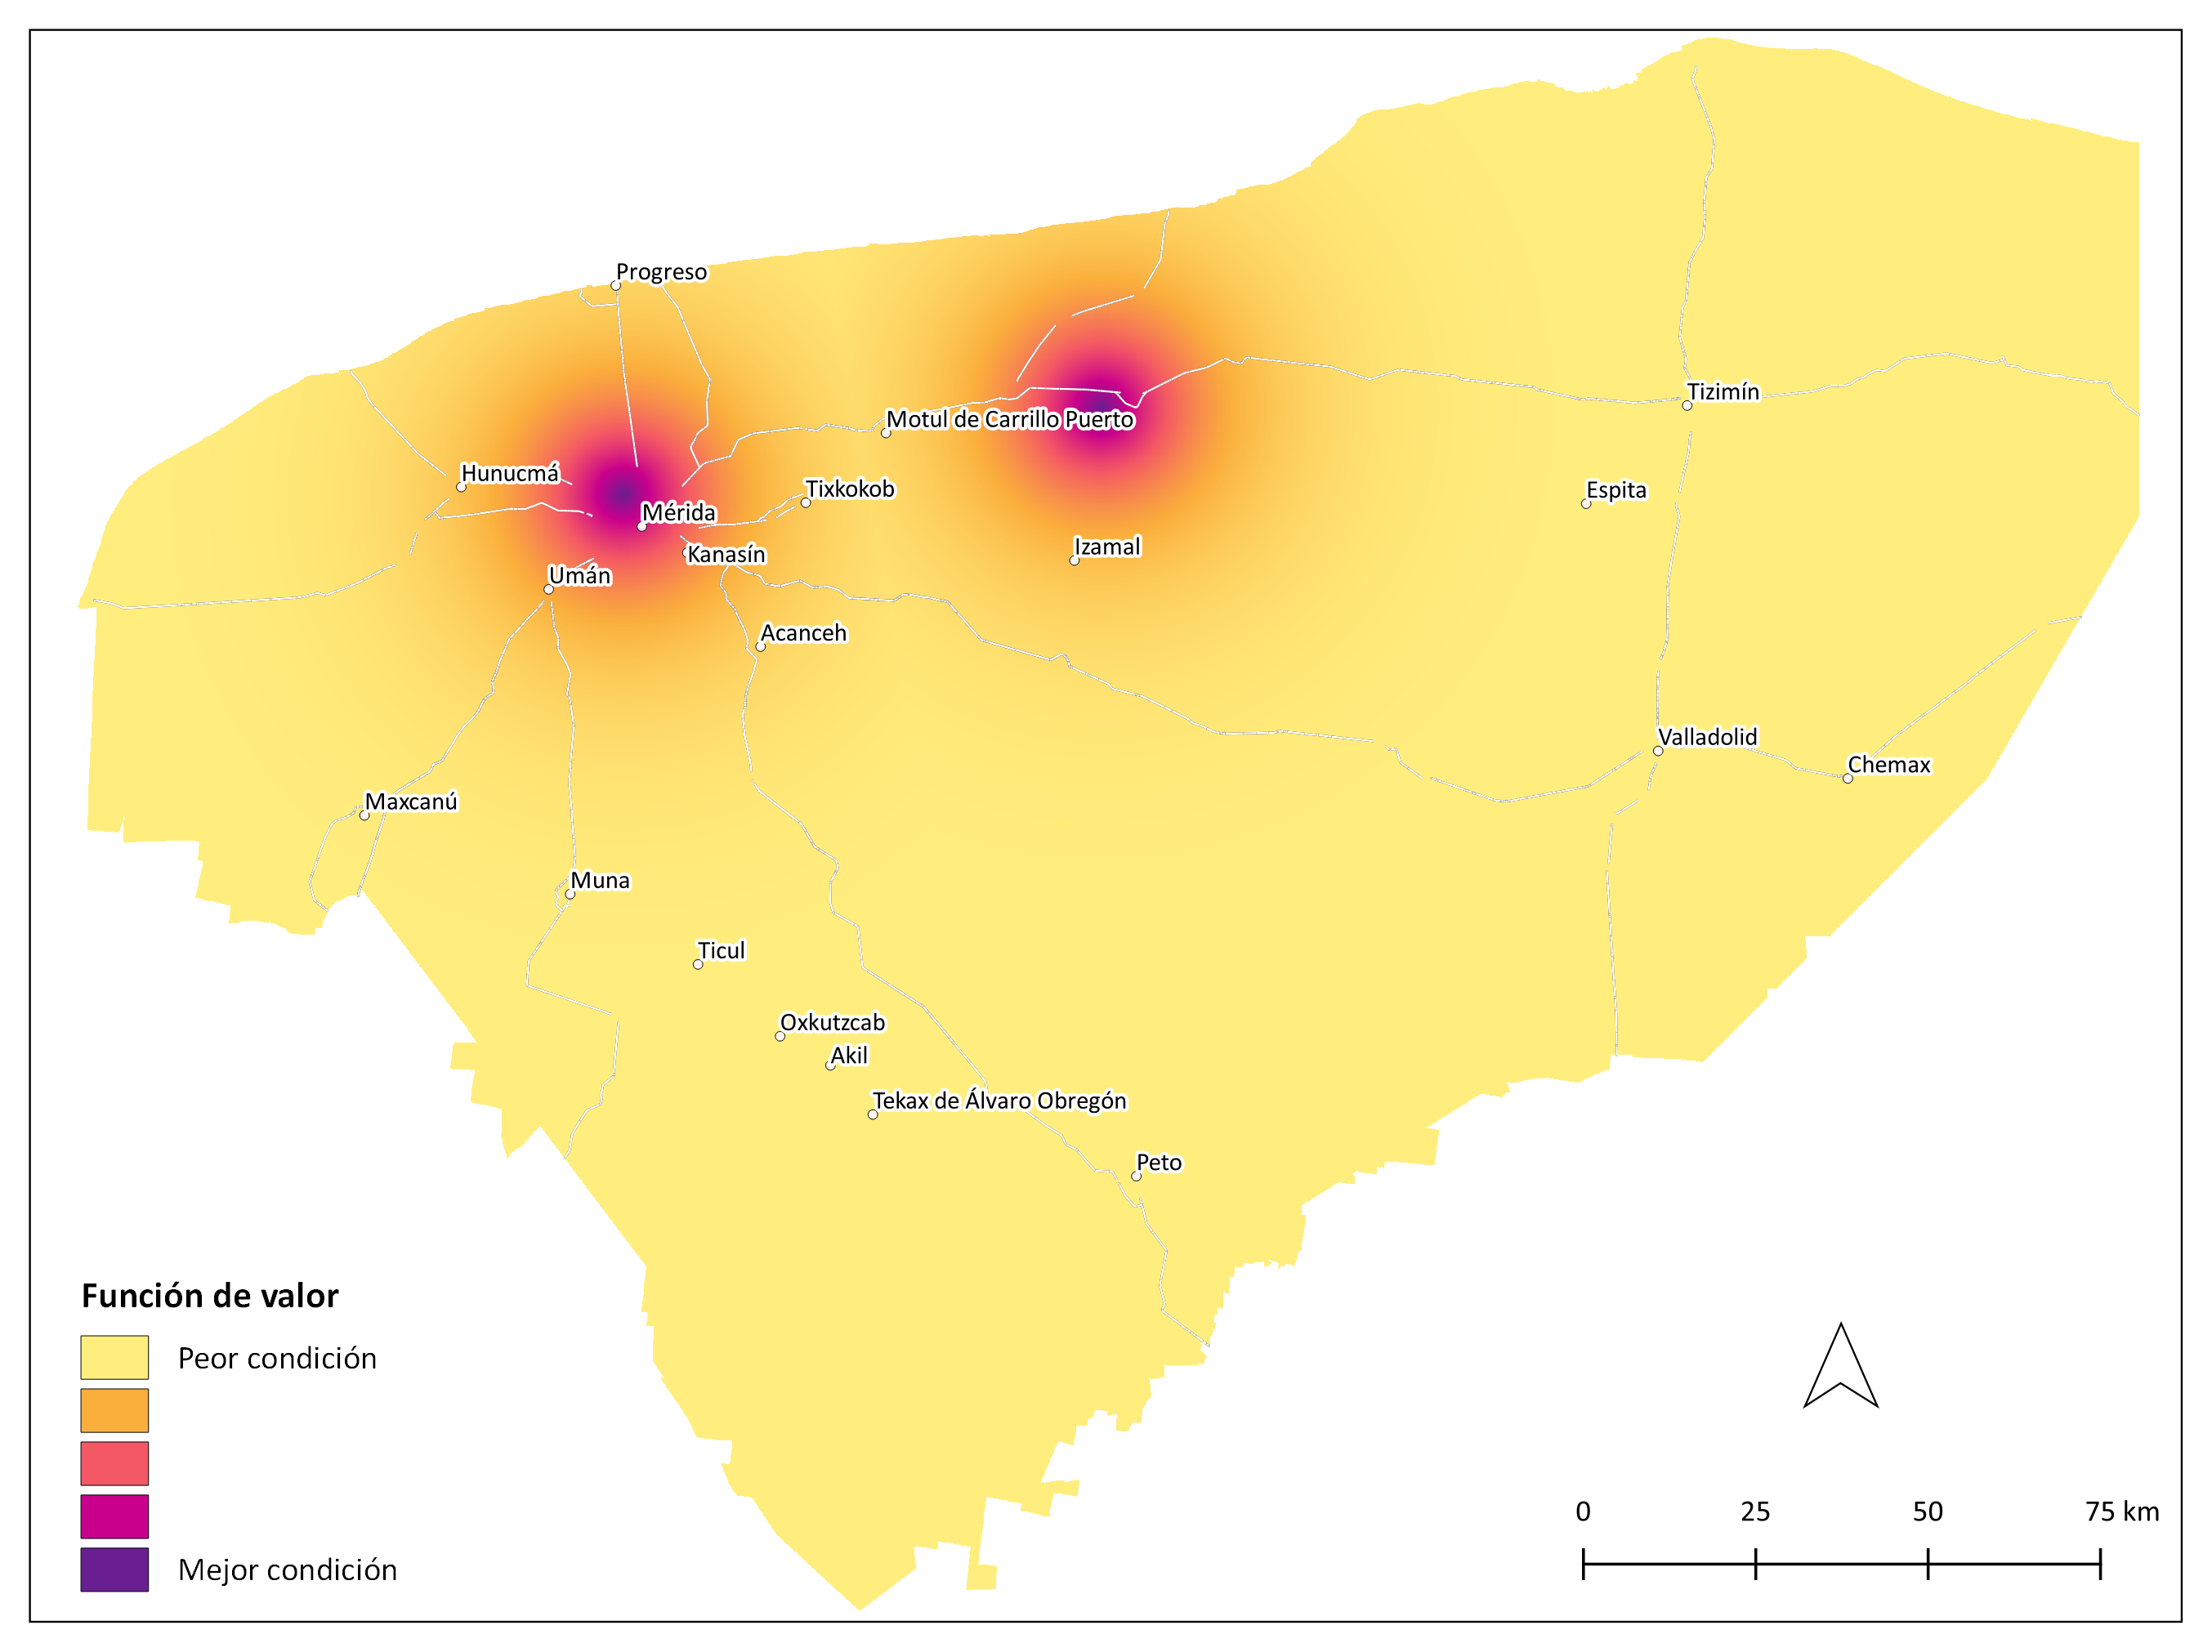 Progreso
Tizimín
Motul de Carrillo Puerto
Hunucmá
Tixkokob
Espita
Mérida
Izamal
Kanasín
Umán
Acanceh
Valladolid
Chemax
Maxcanú
Muna
Ticul
Oxkutzcab
Akil
Tekax de Álvaro Obregón
Peto
Función de valor
Peor condición
Mejor condición
0 25 50 75 km